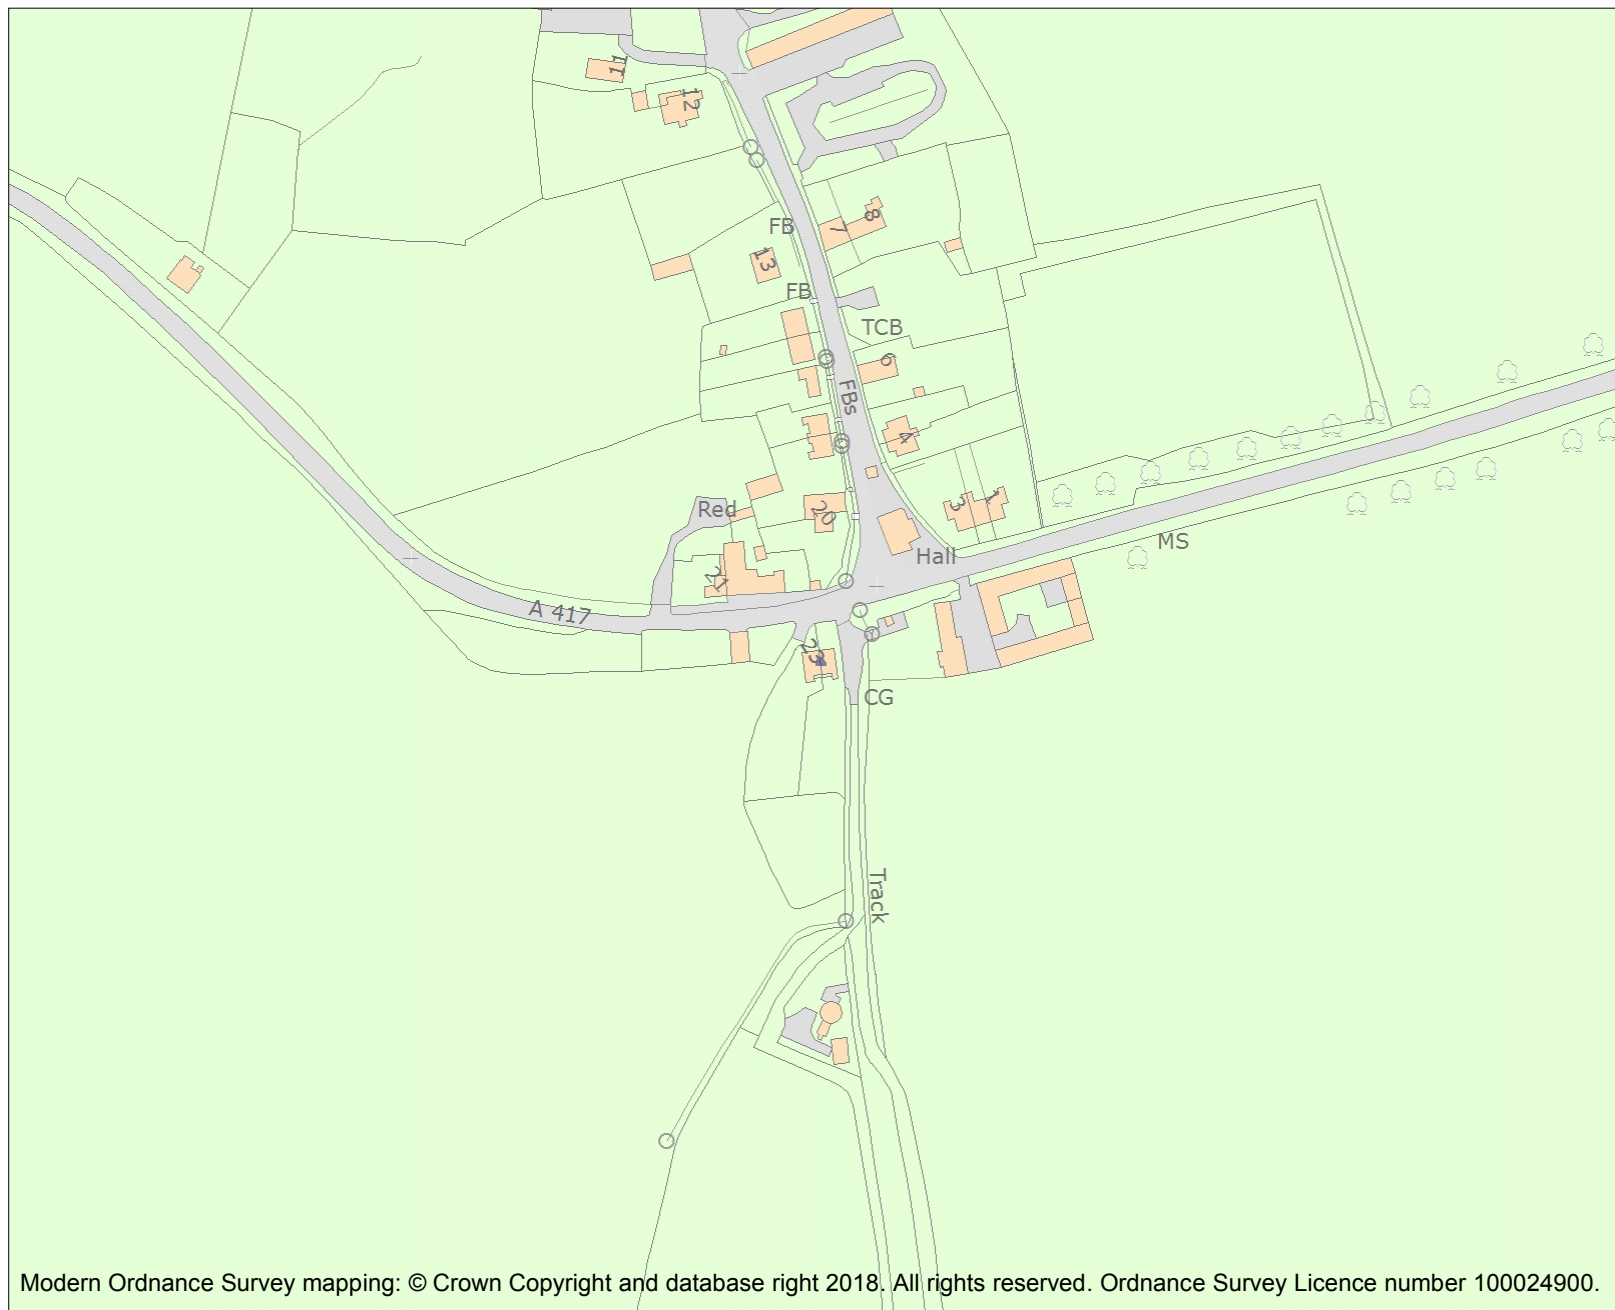 11
12
FB
8
7
13
FB
TCB
6
FBs
4
Red
20
3
1
Hall
MS
21
A 417
23
CG
Track
Modern Ordnance Survey mapping: © Crown Copyright and database right 2018. All rights reserved. Ordnance Survey Licence number 100024900.